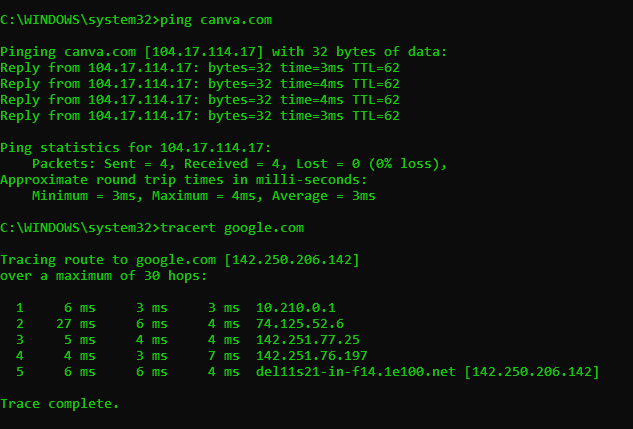 C:\WINDOWS\system32>ping canva.com
Pinging canva.com [104.17.114.17] with 32 bytes of data:
Reply from 104.17.114.17: bytes=32 time=3ms TTL=62
Reply from 104.17.114.17: bytes=32 time=4ms TTL=62
Reply from 104.17.114.17: bytes=32 time=4ms TTL=62
Reply from 104.17.114.17: bytes=32 time=3ms TTL=62
Ping statistics for 104.17.114.17:
    Packets: Sent = 4, Received = 4, Lost = 0 (0% loss),
Approximate round trip times in milli-seconds:
    Minimum = 3ms, Maximum = 4ms, Average = 3ms
C:\WINDOWS\system32>tracert google.com
Tracing route to google.com [142.250.206.142]
over a maximum of 30 hops:
  1     6 ms     3 ms     3 ms  10.210.0.1
  2    27 ms     6 ms     4 ms  74.125.52.6
  3     5 ms     4 ms     4 ms  142.251.77.25
  4     4 ms     3 ms     7 ms  142.251.76.197
  5     6 ms     6 ms     4 ms  del11s21-in-f14.1e100.net [142.250.206.142]
Trace complete.